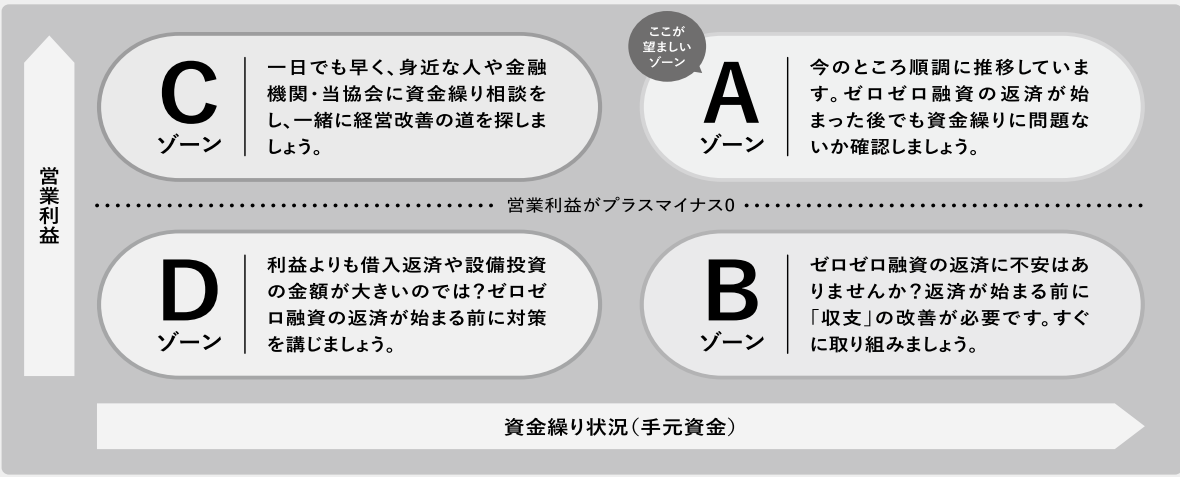 ここが
望ましい
ゾーン
C
ゾーン
一日でも早く、身近な人や金融
機関・当協会に資金繰り相談を
し、一緒に経営改善の道を探しま
しょう。
A
ゾーン
今のところ順調に推移していま
す。ゼロゼロ融資の返済が始
まった後でも資金繰りに問題な
いか確認しましょう。
営業利益
営業利益がプラスマイナス0
D
ゾーン
利益よりも借入返済や設備投資
の金額が大きいのでは?ゼロゼ
ロ融資の返済が始まる前に対策
を講じましょう。
B
ゾーン
ゼロゼロ融資の返済に不安はあ
りませんか?返済が始まる前に
「収支」の改善が必要です。すぐ
に取り組みましょう。
資金繰り状況(手元資金)